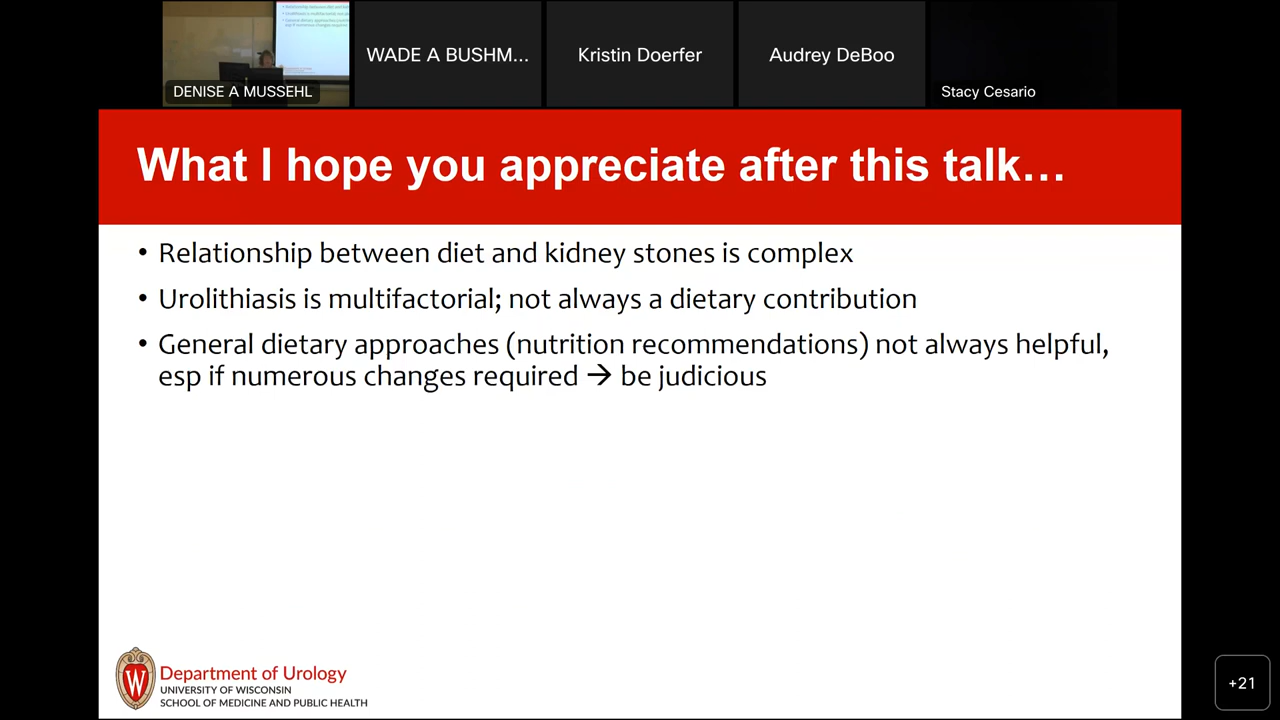 DENISE A MUSSEHL
WADE A BUSHM...
Kristin Doerfer
Audrey DeBoo
Stacy Cesario
What I hope you appreciate after this talk...
• Relationship between diet and kidney stones is complex
• Urolithiasis is multifactorial; not always a dietary contribution
• General dietary approaches (nutrition recommendations) not always helpful,
esp if numerous changes required → be judicious
W
Department of Urology
UNIVERSITY OF WISCONSIN
SCHOOL OF MEDICINE AND PUBLIC HEALTH
+21